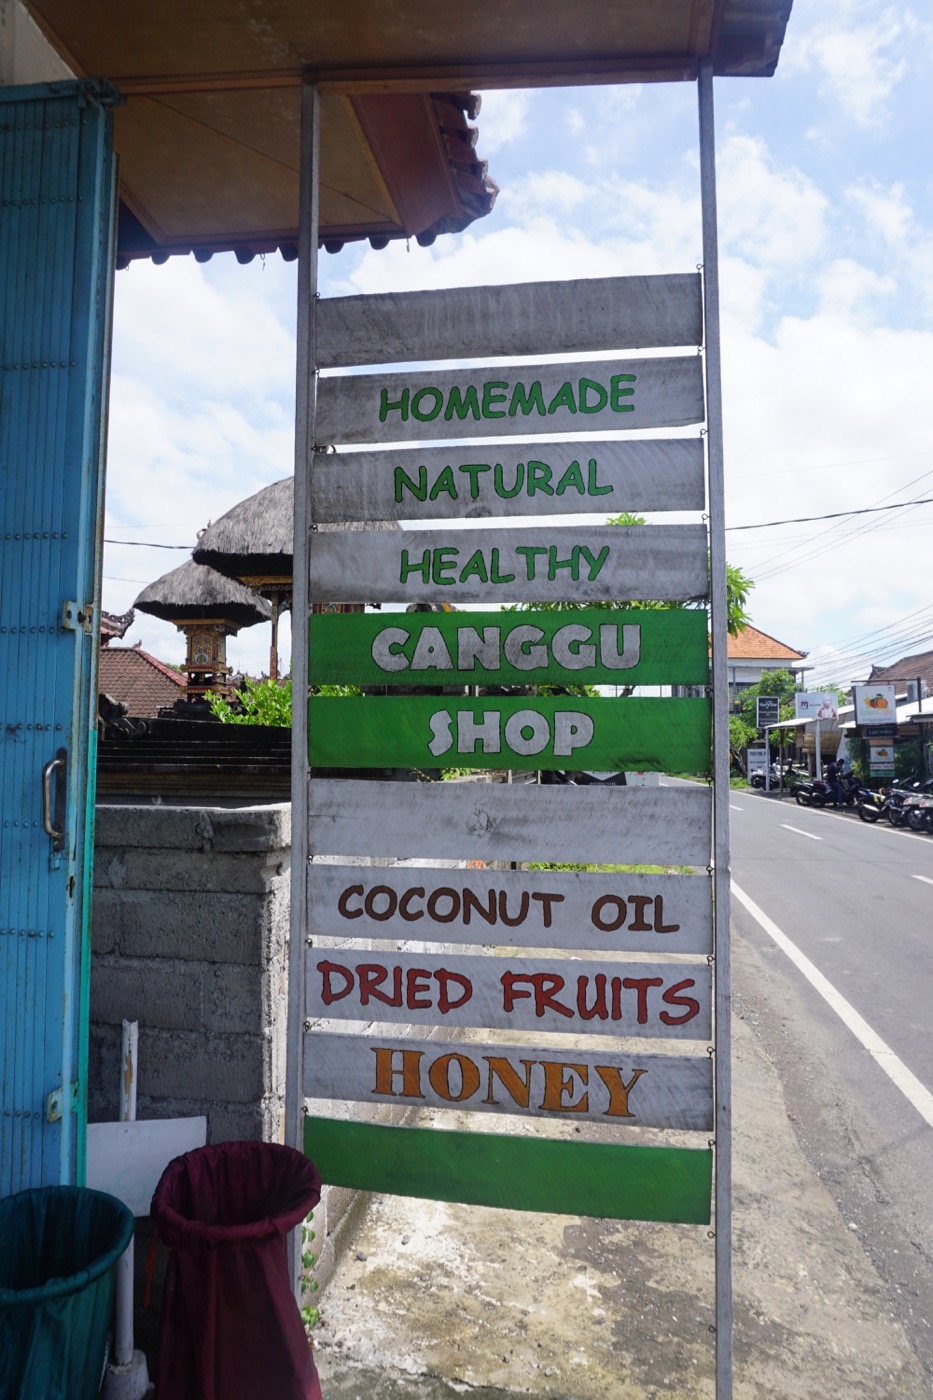 HOMEMADE
NATURAL
HEALTHY
CANGGU
SHOP
COCONUT OIL
DRIED FRUITS
HONEY